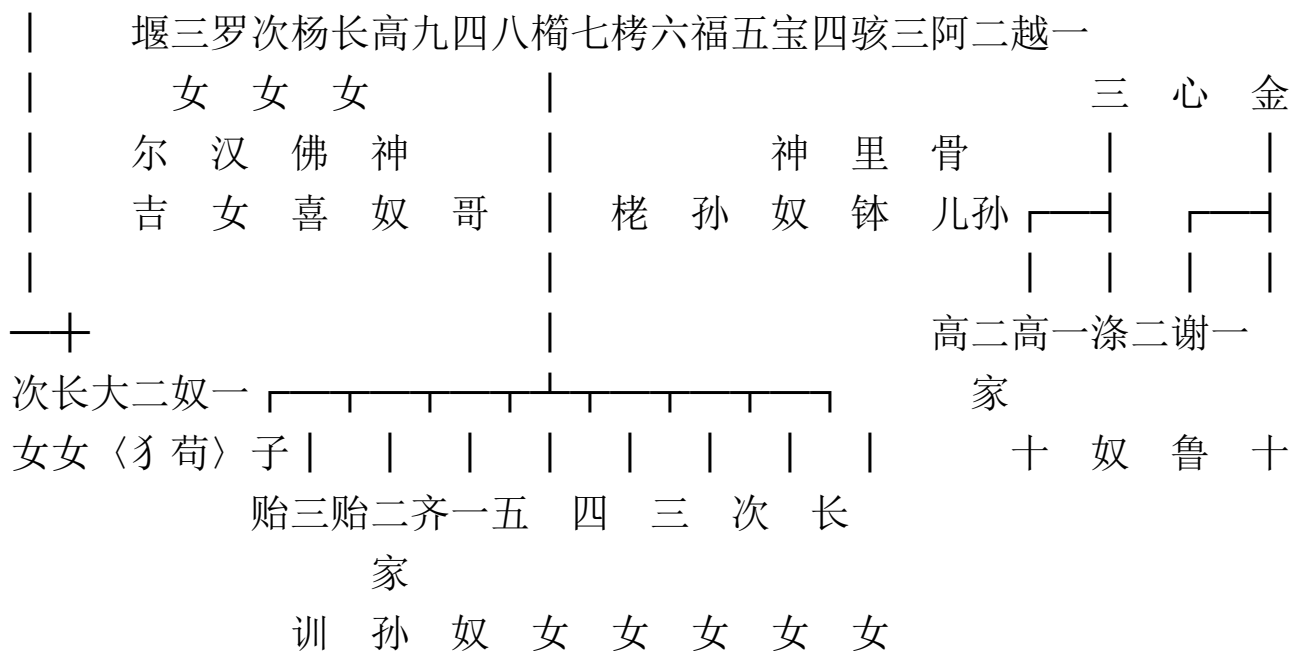 | 堰三罗次杨长高九四八橁七栲六福五宝四骇三阿二越一
| 女 女 女 | 三 心 金
| 尔 汉 佛 神 | 神 里 骨 | |
| 吉 女 喜 奴 哥 | 栳 孙 奴 钵 儿孙┌──┤ ┌──┤
| | | | | |
──┼ | 高二高一涤二谢一
次长大二奴一┌───┬───┬───┬──┴┬───┬───┬───┐ 家
女女〈犭苟〉子| | | | | | | | 十 奴 鲁 十
贻三贻二齐一五 四 三 次 长
家
训 孙 奴 女 女 女 女 女